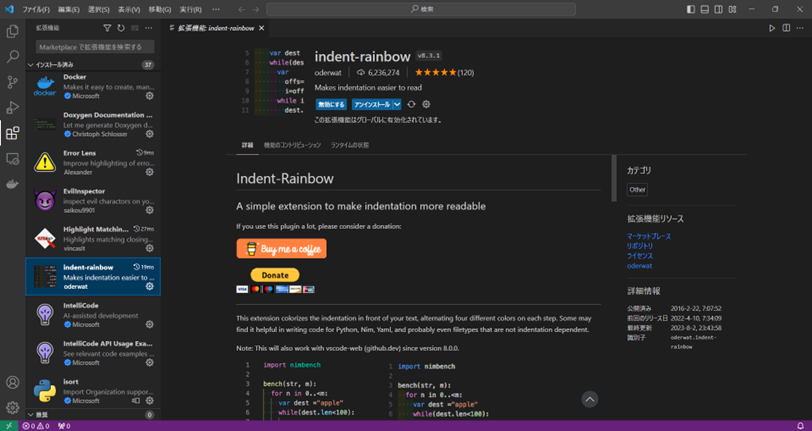 ファイル(F) 編集(E) 選択(S) 表示(V) 移動(G) 実行(R) ···
検索
拡張機能
Marketplace で拡張機能を検索する
インストール済み 37
Docker
Makes it easy to create, man...
Microsoft
Doxygen Documentation ...
Let me generate Doxygen d...
Christoph Schlosser
Error Lens 9ms
Improve highlighting of erro...
Alexander
EvilInspector
inspect evil characters on yo...
saikou9901
Highlight Matching... 27ms
Highlights matching closing...
vincaslt
indent-rainbow 19ms
Makes indentation easier to ...
oderwat
IntelliCode
AI-assisted development
Microsoft
IntelliCode API Usage Exa...
See relevant code examples ...
Microsoft
isort
Import Organization suppor...
Microsoft
推奨 0
拡張機能: indent-rainbow
5 var dest
6 while(des
7 var
8 offs=
9 i=off
10 while i
11 dest.
indent-rainbow v8.3.1
oderwat 6,236,274 (120)
Makes indentation easier to read
無効にする アンインストール
この拡張機能はグローバルに有効化されています。
詳細 機能のコントリビューション ランタイムの状態
Indent-Rainbow
A simple extension to make indentation more readable
If you use this plugin a lot, please consider a donation:
Buy me a coffee
Donate
VISA
This extension colorizes the indentation in front of your text, alternating four different colors on each step. Some may
find it helpful in writing code for Python, Nim, Yaml, and probably even filetypes that are not indentation dependent.
Note: This will also work with vscode-web (github.dev) since version 8.0.0.
1 import nimbench
2
3 bench(str, m):
4 for n in 0..<m:
5 var dest ="apple"
6 while(dest.len<100):
1 import nimbench
2
3 bench(str, m):
4 for n in 0..<m:
5 var dest ="apple"
6 while(dest.len<100):
カテゴリ
Other
拡張機能リソース
マーケットプレース
リポジトリ
ライセンス
oderwat
詳細情報
公開済み 2016-2-22, 7:07:52
前回のリリース日 2022-4-10, 7:34:09
最終更新 2023-8-2, 23:43:58
識別子 oderwat.indent-
rainbow
0 0 0